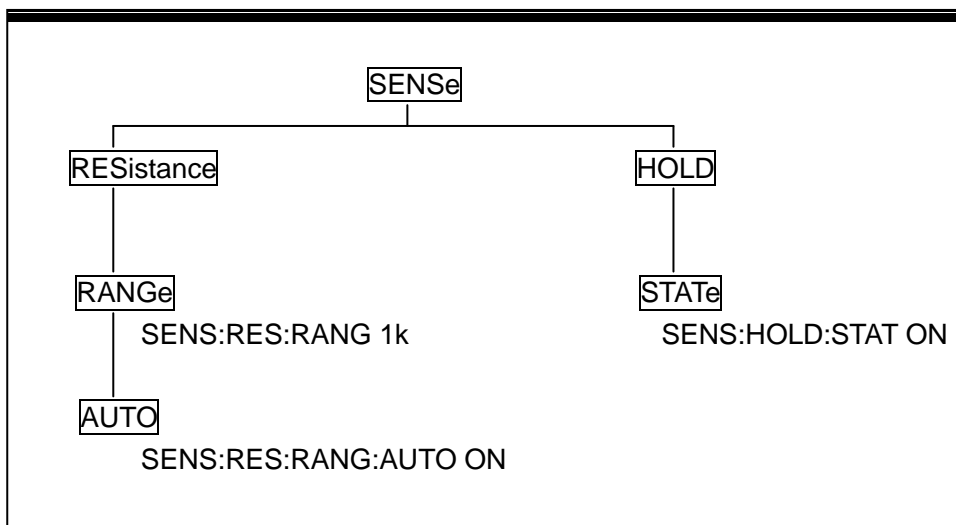 SENSe
RESistance
HOLD
RANGe
STATe
SENS:RES:RANG 1k
SENS:HOLD:STAT ON
AUTO
SENS:RES:RANG:AUTO ON